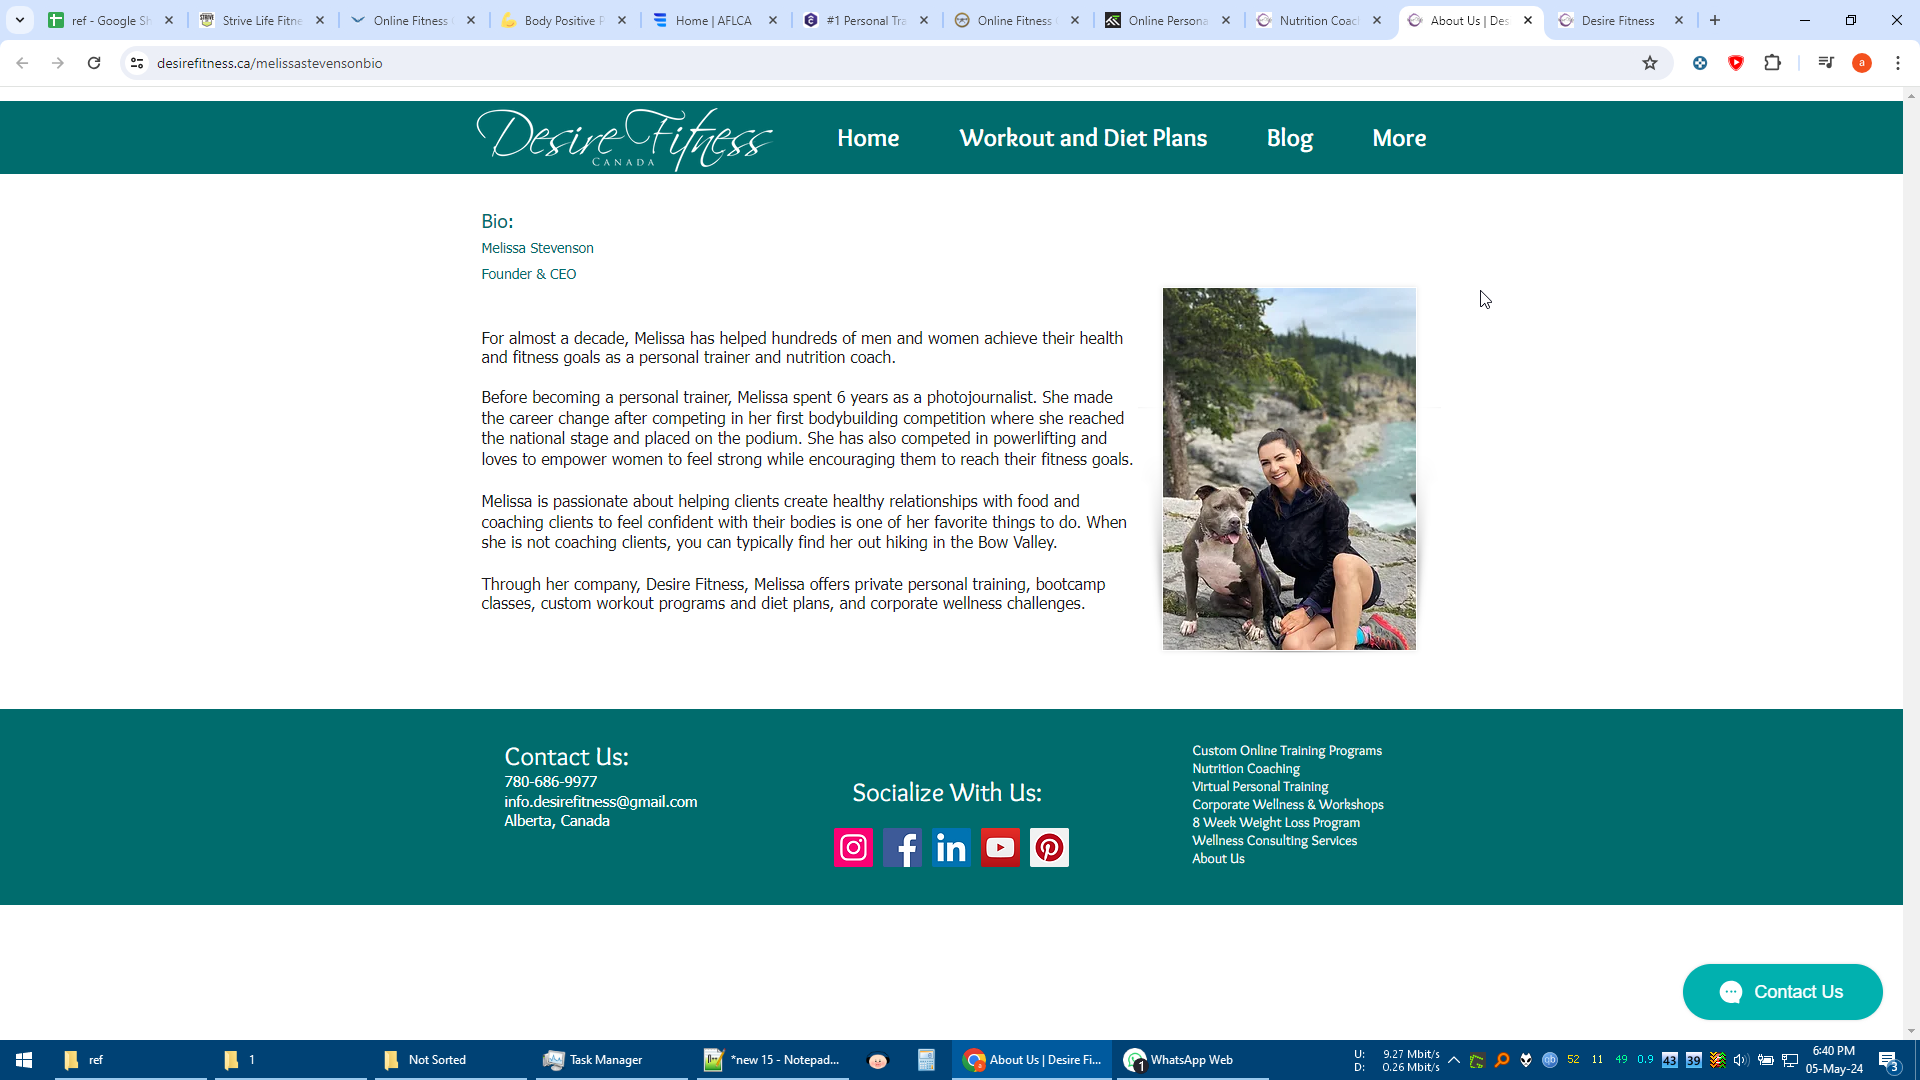 ref - Google Sh
Strive Life Fitne
Online Fitness
Body Positive P
Home | AFLCA
#1 Personal Tra
Online Fitness
Online Persona
Nutrition Coac
About Us | Des
Desire Fitness
desirefitness.ca/melissastevensonbio
a
Desire Fitness
CANADA
Home
Workout and Diet Plans
Blog
More
Bio:
Melissa Stevenson
Founder & CEO
For almost a decade, Melissa has helped hundreds of men and women achieve their health
and fitness goals as a personal trainer and nutrition coach.
Before becoming a personal trainer, Melissa spent 6 years as a photojournalist. She made
the career change after competing in her first bodybuilding competition where she reached
the national stage and placed on the podium. She has also competed in powerlifting and
loves to empower women to feel strong while encouraging them to reach their fitness goals.
Melissa is passionate about helping clients create healthy relationships with food and
coaching clients to feel confident with their bodies is one of her favorite things to do. When
she is not coaching clients, you can typically find her out hiking in the Bow Valley.
Through her company, Desire Fitness, Melissa offers private personal training, bootcamp
classes, custom workout programs and diet plans, and corporate wellness challenges.
Contact Us:
780-686-9977
info.desirefitness@gmail.com
Alberta, Canada
Socialize With Us:
Custom Online Training Programs
Nutrition Coaching
Virtual Personal Training
Corporate Wellness & Workshops
8 Week Weight Loss Program
Wellness Consulting Services
About Us
Contact Us
ref
1
Not Sorted
Task Manager
*new 15 - Notepad...
About Us | Desire Fi...
1
WhatsApp Web
U: 9.27 Mbit/s
D: 0.26 Mbit/s
52
11
49
0.9
43
39
6:40 PM
05-May-24
3